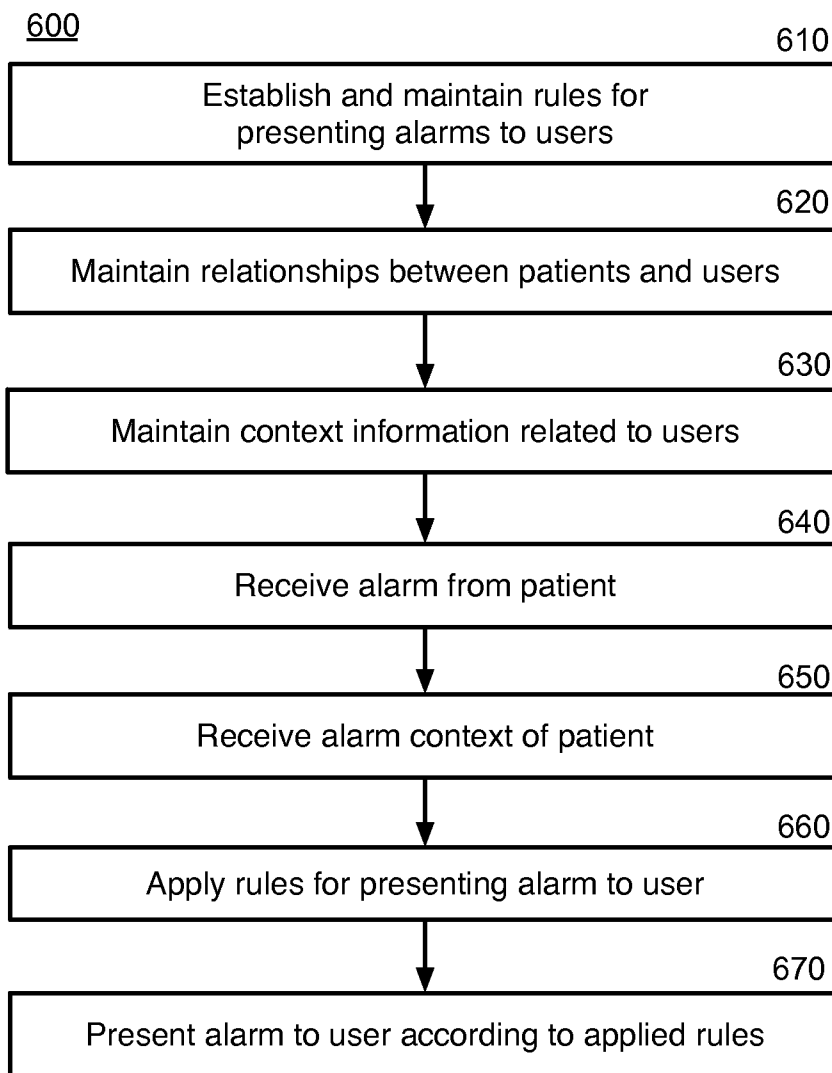 600
610
Establish and maintain rules for
presenting alarms to users
620
Maintain relationships between patients and users
630
Maintain context information related to users
640
Receive alarm from patient
650
Receive alarm context of patient
660
Apply rules for presenting alarm to user
670
Present alarm to user according to applied rules